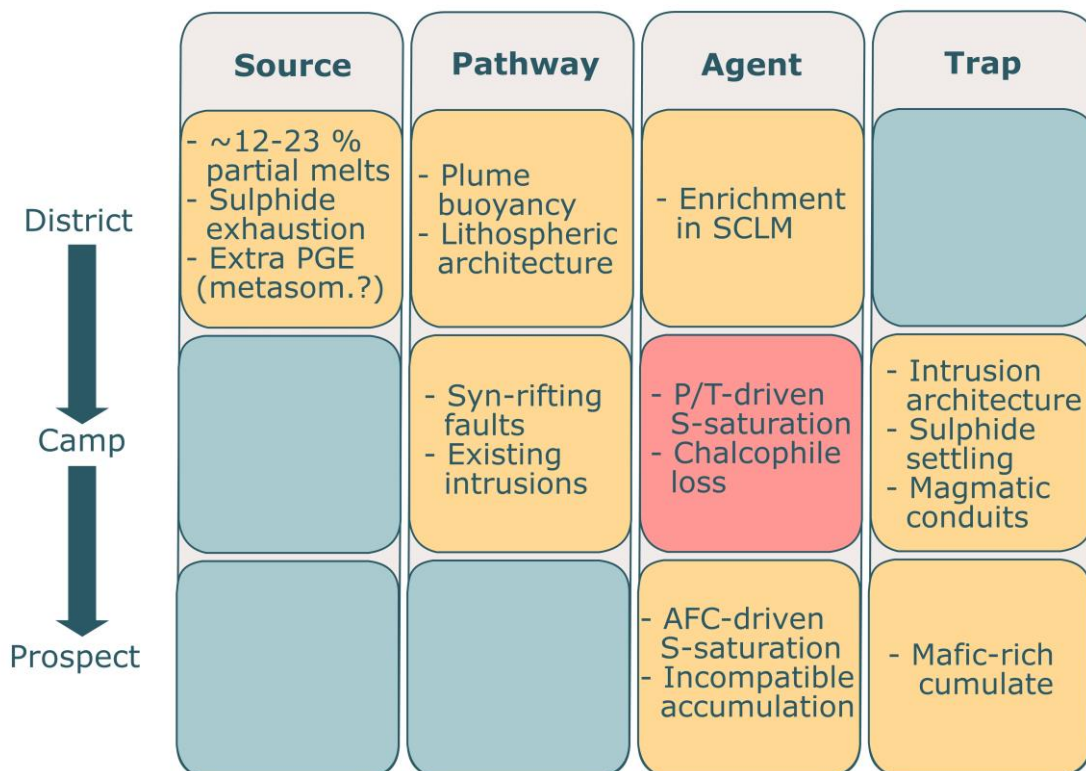 Source
Pathway
Agent
Trap
District
- ~12-23 %
partial melts
- Sulphide
exhaustion
- Extra PGE
(metasom.?)
- Plume
buoyancy
- Lithospheric
architecture
- Enrichment
in SCLM
Camp
- Syn-rifting
faults
- Existing
intrusions
- P/T-driven
S-saturation
- Chalcophile
loss
- Intrusion
architecture
- Sulphide
settling
- Magmatic
conduits
Prospect
- AFC-driven
S-saturation
- Incompatible
accumulation
- Mafic-rich
cumulate